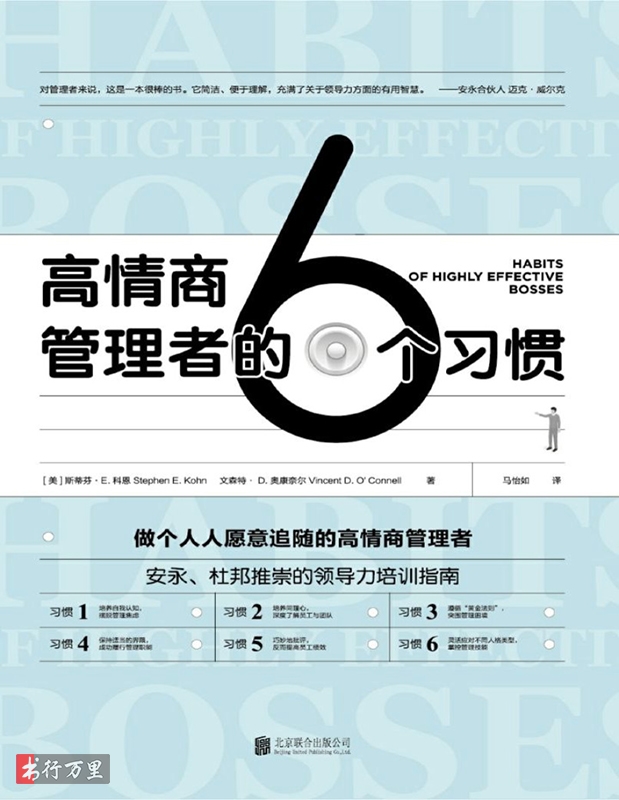 对管理者来说，这是一本很棒的书。它简洁、便于理解，充满了关于领导力方面的有用智慧。 ——安永合伙人 迈克·威尔克
OF HIGHLY EFFECTIVE
BOSSES
6
HABITS
OF HIGHLY EFFECTIVE
BOSSES
高情商
管理者的 个习惯
[美]斯蒂芬·E.科恩 Stephen E. Kohn 文森特·D.奥康奈尔 Vincent D. O'Connell 著 马怡如 译
做个人人愿意追随的高情商管理者
安永、杜邦推崇的领导力培训指南
习惯 1 培养自我认知，
缓解管理焦虑
习惯 2 培养同理心，
深度了解员工与团队
习惯 3 遵循“黄金法则”，
突围管理困境
习惯 4 保持适当的界限，
成功履行管理职能
习惯 5 巧妙地批评，
反而提高员工绩效
习惯 6 灵活应对不同人格类型，
掌控管理技能
BOSSES
北京联合出版公司
Beijing United Publishing Co.,Ltd.
书行万里